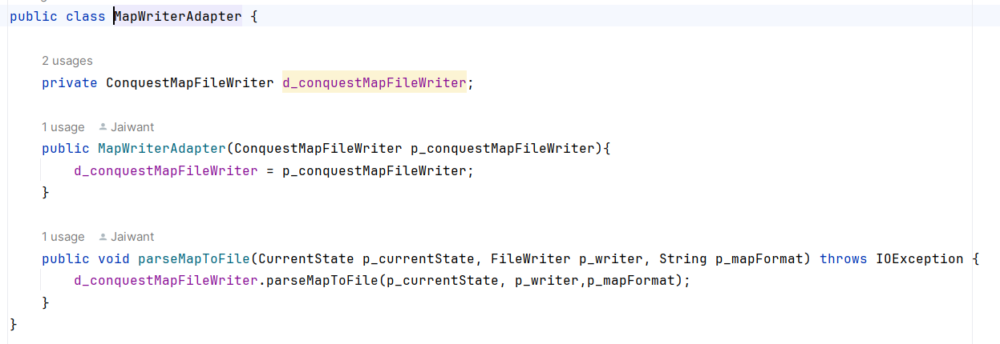 public class MapWriterAdapter {
2 usages
private ConquestMapFileWriter d_conquestMapFileWriter;
1 usage Jaiwant
public MapWriterAdapter(ConquestMapFileWriter p_conquestMapFileWriter){
d_conquestMapFileWriter = p_conquestMapFileWriter;
}
1 usage Jaiwant
public void parseMapToFile(CurrentState p_currentState, FileWriter p_writer, String p_mapFormat) throws IOException {
d_conquestMapFileWriter.parseMapToFile(p_currentState, p_writer,p_mapFormat);
}
}